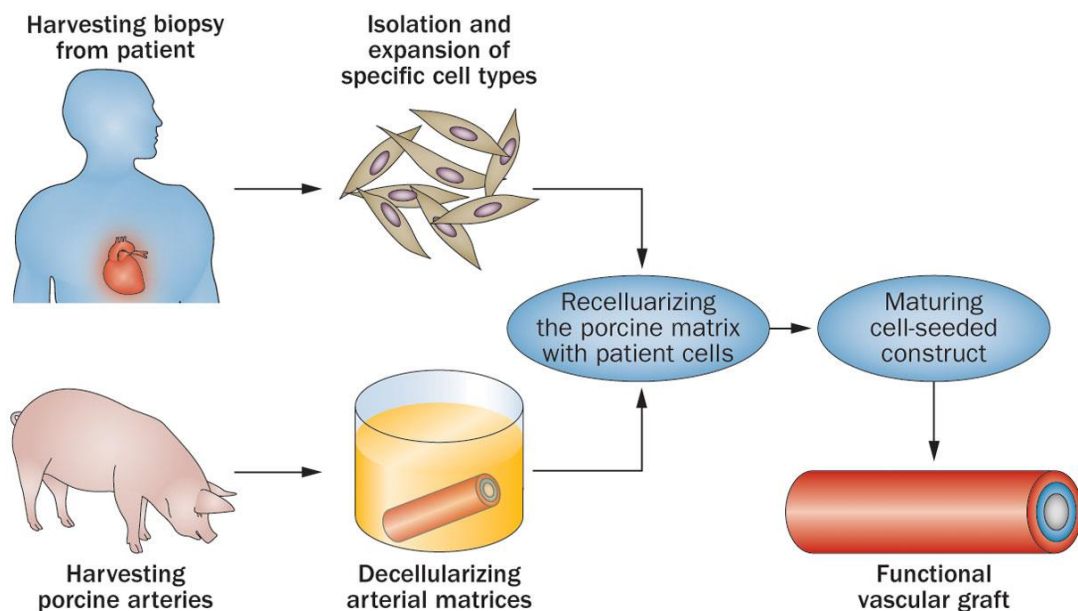 Harvesting biopsy
from patient
Isolation and
expansion of
specific cell types
Recelluarizing
the porcine matrix
with patient cells
Maturing
cell-seeded
construct
Harvesting
porcine arteries
Decellularizing
arterial matrices
Functional
vascular graft